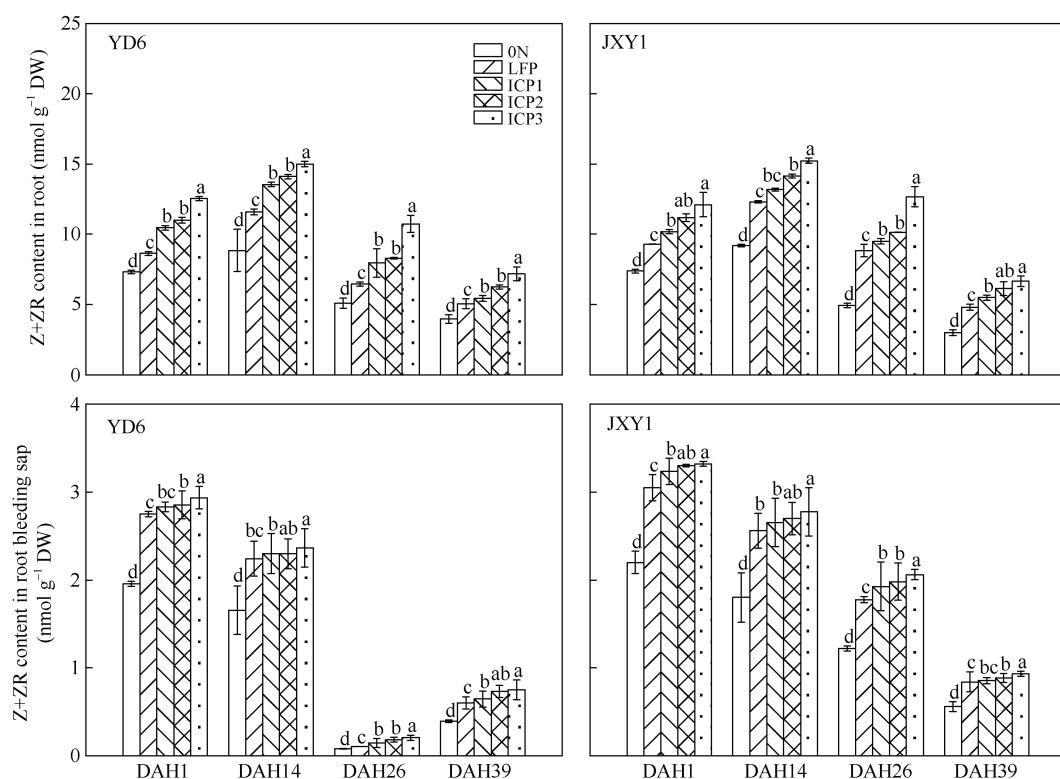 25
20
15
10
5
0
Z+ZR content in root (nmol g⁻¹ DW)
YD6
0N
LFP
ICP1
ICP2
ICP3
d c b b a
d c b b a
d c b b a
d c b b a
JXY1
d c b ab a
d c bc b a
d c b b a
d c b ab a
4
3
2
1
0
Z+ZR content in root bleeding sap
(nmol g⁻¹ DW)
YD6
d c bc b a
d bc b ab a
d c b b a
d b b ab a
DAH1 DAH14 DAH26 DAH39
JXY1
d c b ab a
d b b ab a
d c b b a
d c bc b a
DAH1 DAH14 DAH26 DAH39